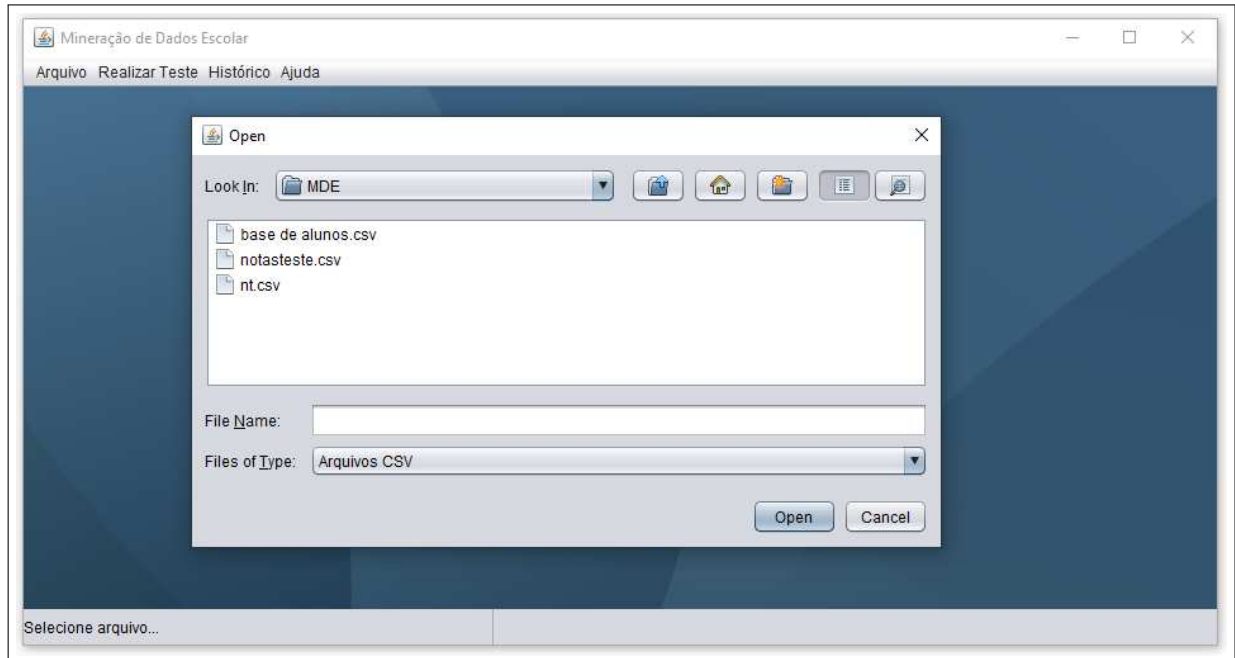 Mineração de Dados Escolar
Arquivo Realizar Teste Histórico Ajuda
Open
Look In: MDE
base de alunos.csv
notasteste.csv
nt.csv
File Name:
Files of Type: Arquivos CSV
Open Cancel
Selecione arquivo...